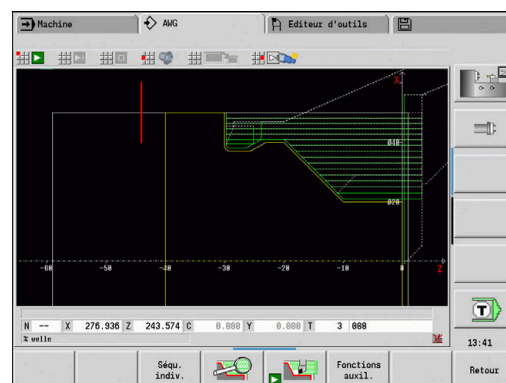 Machine
AWG
Editeur d'outils
X
Ø40
Ø20
-60 -50 -40 -30 -20 -10 0 Z
N -- X 276.936 Z 243.574 C 0.000 Y 0.000 T 3 000
% welle
T
13:41
Séqu. indiv.
Fonctions auxil.
Retour